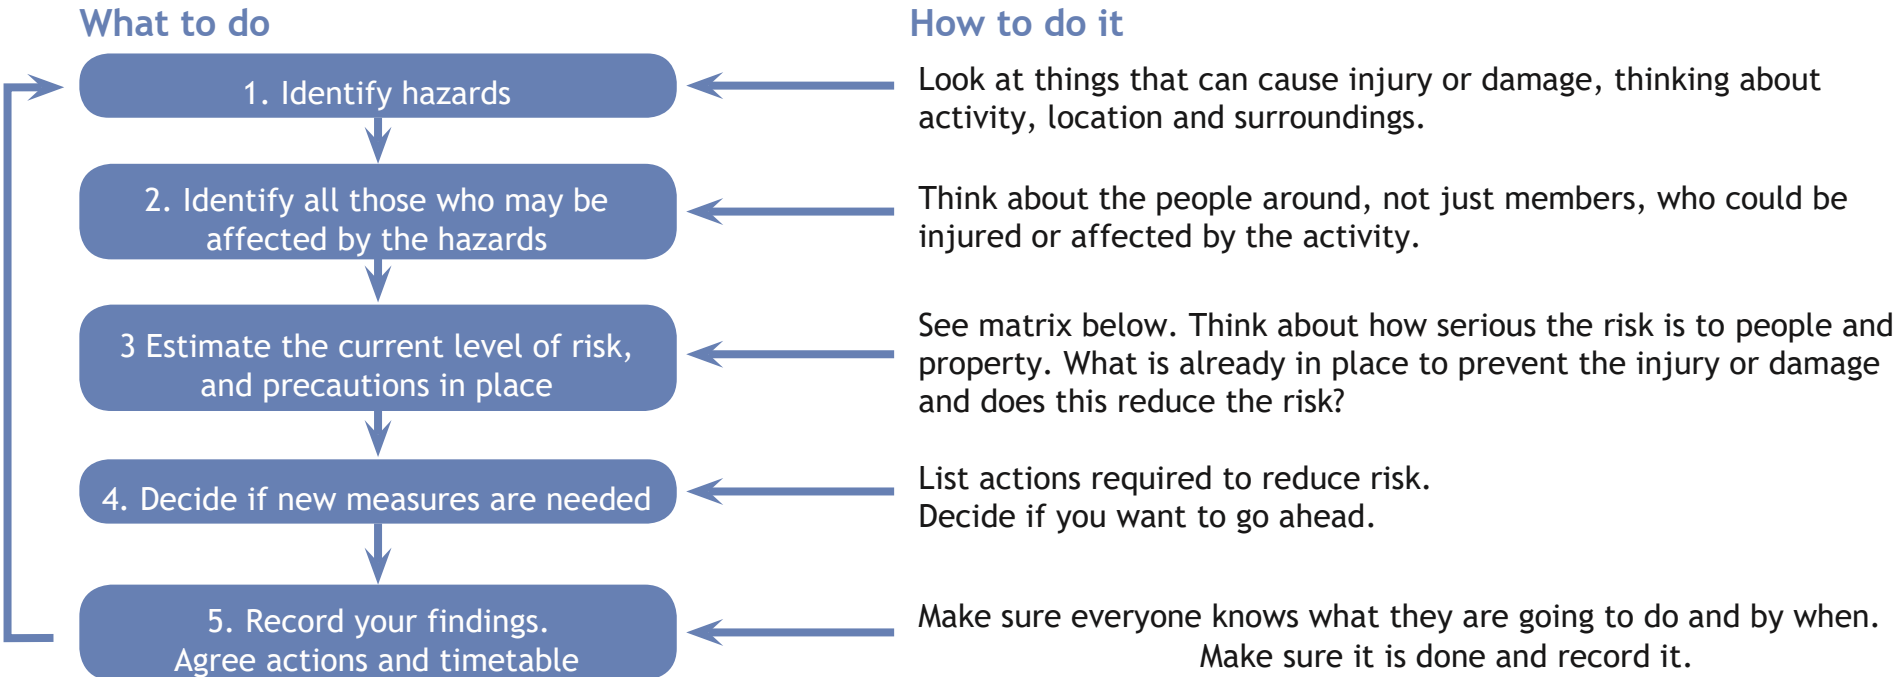 What to do
How to do it
1. Identify hazards
Look at things that can cause injury or damage, thinking about
activity, location and surroundings.
2. Identify all those who may be
affected by the hazards
Think about the people around, not just members, who could be
injured or affected by the activity.
3 Estimate the current level of risk,
and precautions in place
See matrix below. Think about how serious the risk is to people and
property. What is already in place to prevent the injury or damage
and does this reduce the risk?
4. Decide if new measures are needed
List actions required to reduce risk.
Decide if you want to go ahead.
5. Record your findings.
Agree actions and timetable
Make sure everyone knows what they are going to do and by when.
Make sure it is done and record it.